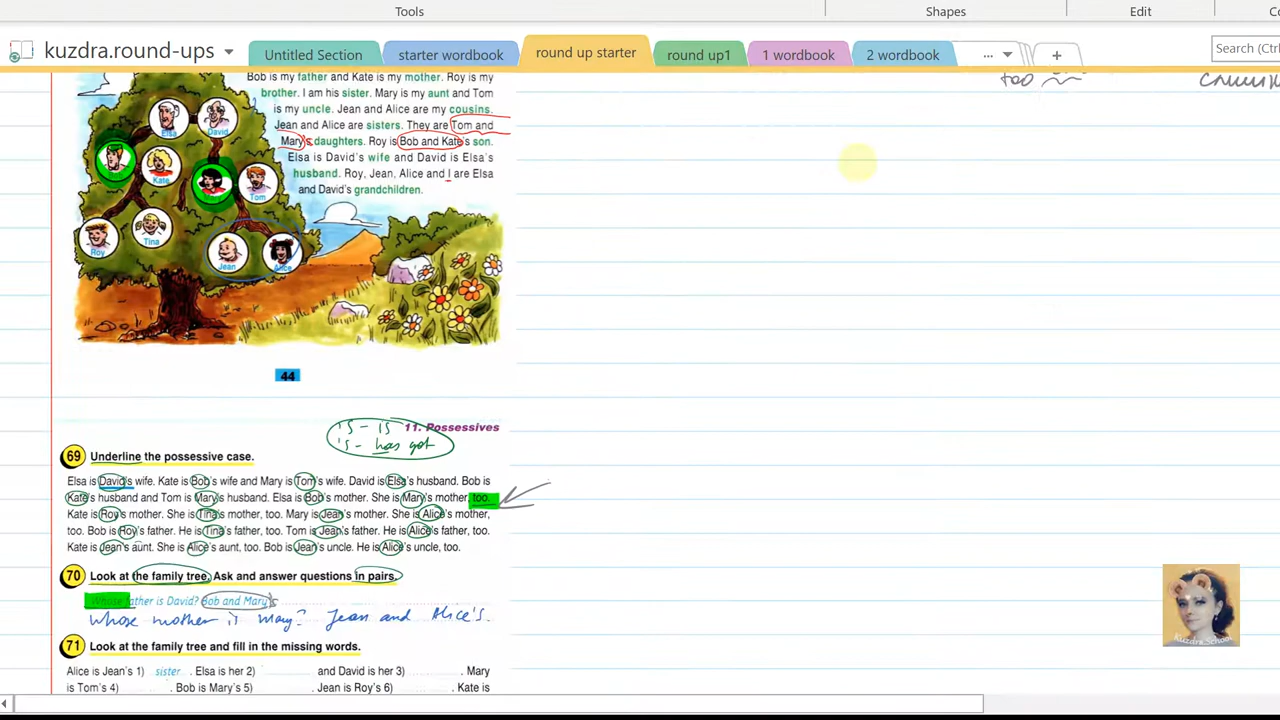 Tools
Shapes
Edit
kuzdra.round-ups
Untitled Section
starter wordbook
round up starter
round up1
1 wordbook
2 wordbook
...
+
Search (Ctrl
too
Bob is my father and Kate is my mother. Roy is my
brother. I am his sister. Mary is my aunt and Tom
is my uncle. Jean and Alice are my cousins.
Jean and Alice are sisters. They are Tom and
Mary's daughters. Roy is Bob and Kate's son.
Elsa is David's wife and David is Elsa's
husband. Roy, Jean, Alice and I are Elsa
and David's grandchildren.
Elsa
David
Kate
Mary
Tom
Roy
Tina
Jean
Alice
44
's - is
11. Possessives
's - has got
69 Underline the possessive case.
Elsa is David's wife. Kate is Bob's wife and Mary is Tom's wife. David is Elsa's husband. Bob is
Kate's husband and Tom is Mary's husband. Elsa is Bob's mother. She is Mary's mother, too.
Kate is Roy's mother. She is Tina's mother, too. Mary is Jean's mother. She is Alice's mother,
too. Bob is Roy's father. He is Tina's father, too. Tom is Jean's father. He is Alice's father, too.
Kate is Jean's aunt. She is Alice's aunt, too. Bob is Jean's uncle. He is Alice's uncle, too.
70 Look at the family tree. Ask and answer questions in pairs.
Whose father is David? Bob and Mary's
Whose mother is Mary? Jean and Alice's.
71 Look at the family tree and fill in the missing words.
Alice is Jean's 1) sister . Elsa is her 2) and David is her 3) . Mary
is Tom's 4) . Bob is Mary's 5) . Jean is Roy's 6) . Kate is
Kuzdra.School